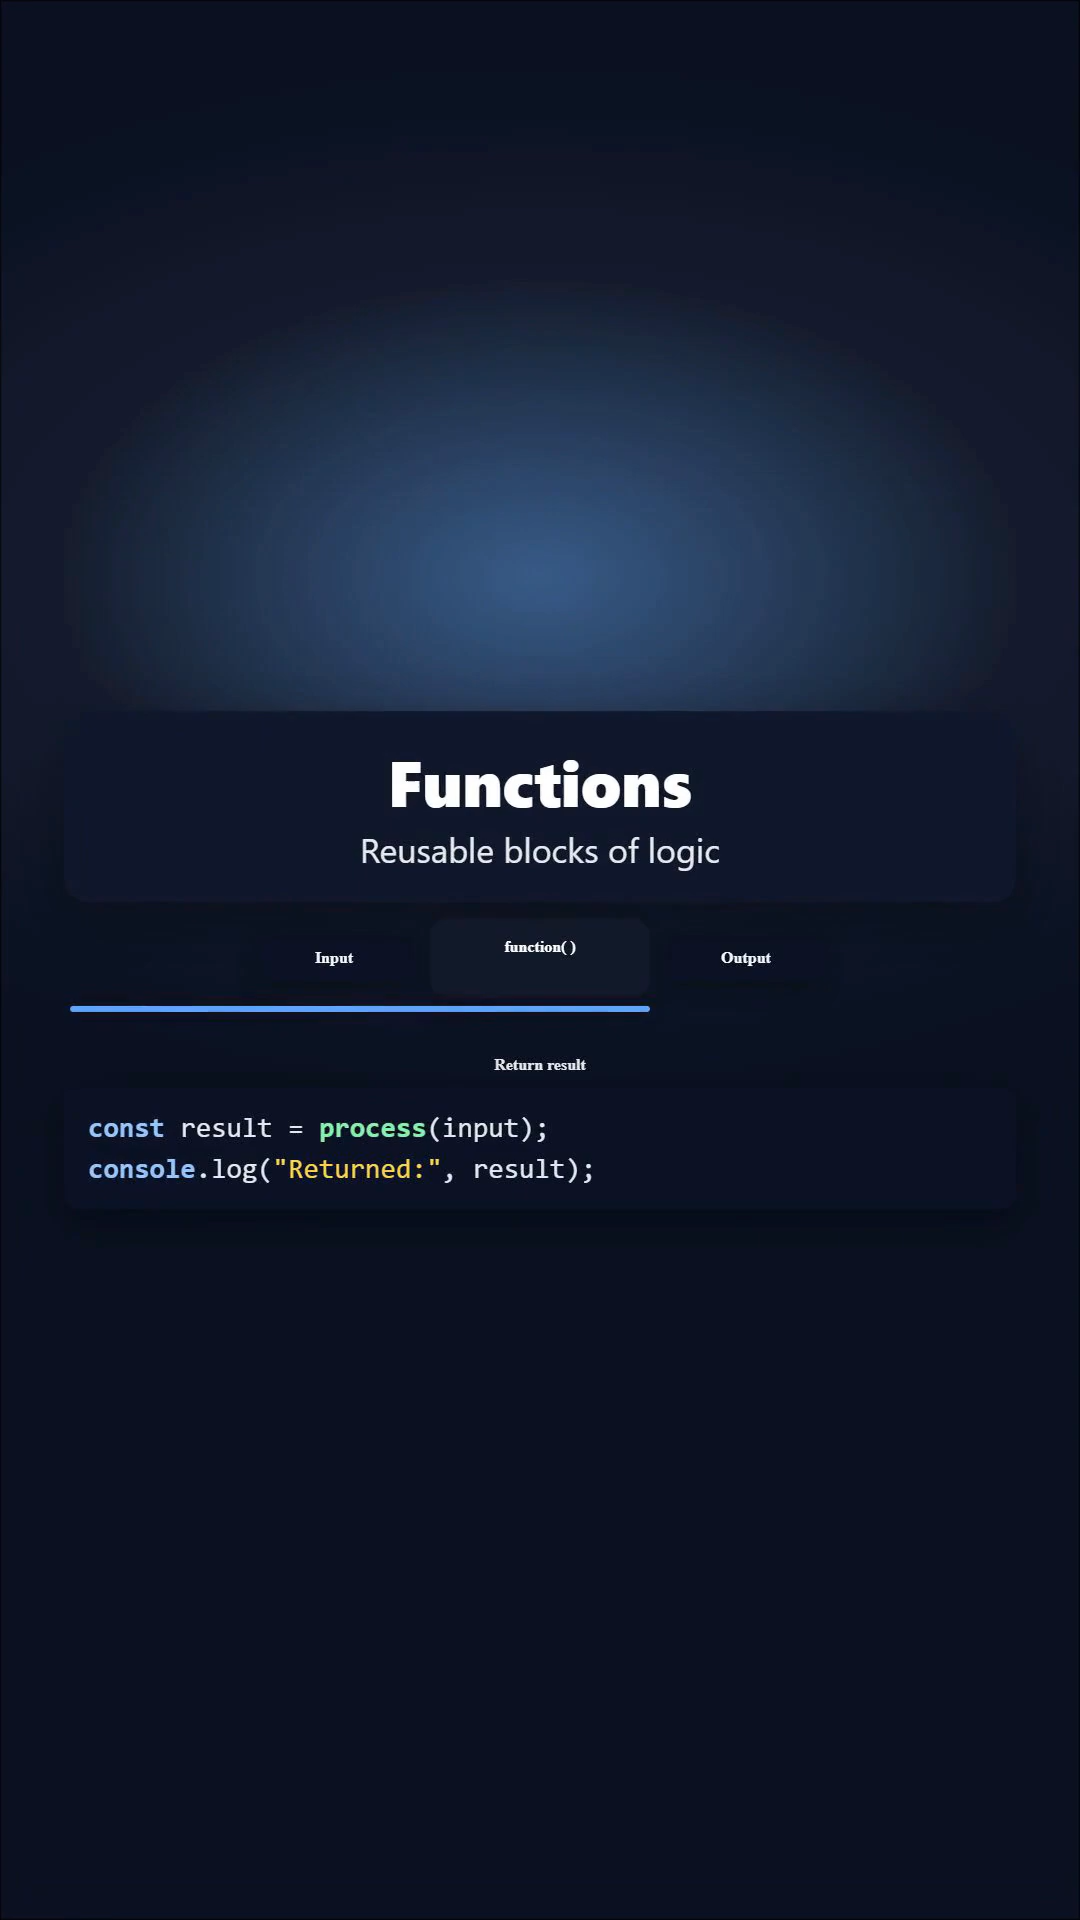 Functions
Reusable blocks of logic
Input
function( )
Output
Return result
const result = process(input);
console.log("Returned:", result);